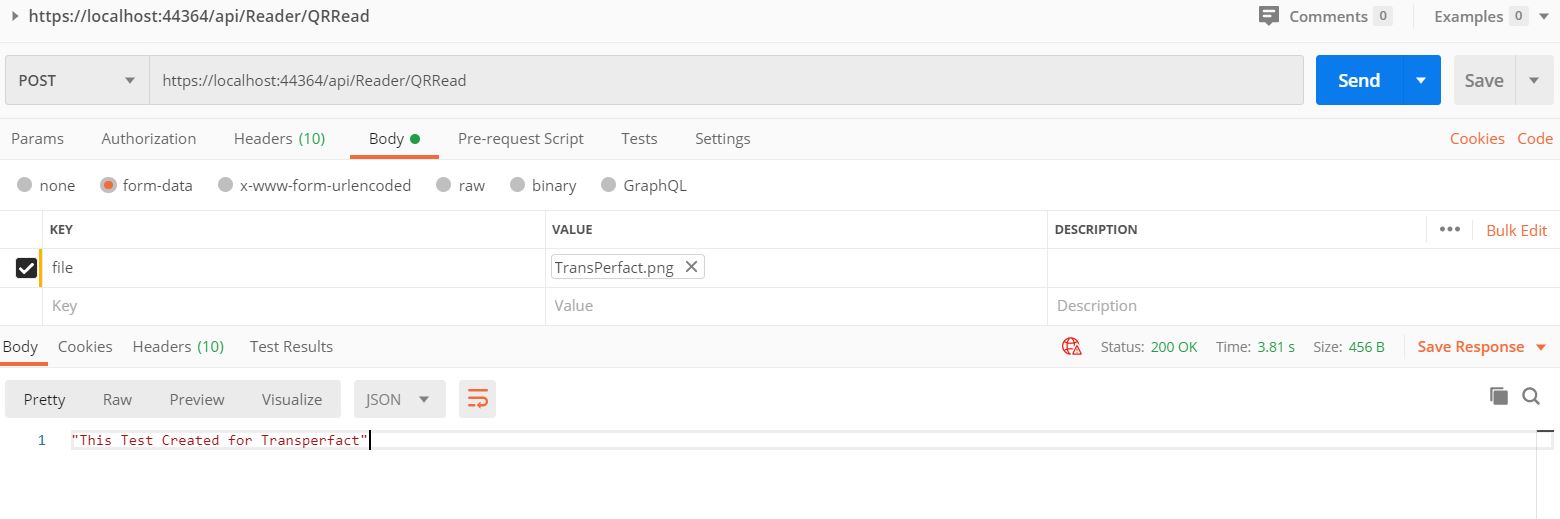 https://localhost:44364/api/Reader/QRRead Comments 0 Examples 0
POST https://localhost:44364/api/Reader/QRRead Send Save
Params Authorization Headers (10) Body Pre-request Script Tests Settings Cookies Code
none form-data x-www-form-urlencoded raw binary GraphQL
KEY VALUE DESCRIPTION ••• Bulk Edit
file TransPerfact.png
Key Value Description
Body Cookies Headers (10) Test Results Status: 200 OK Time: 3.81 s Size: 456 B Save Response
Pretty Raw Preview Visualize JSON
1 "This Test Created for Transperfact"